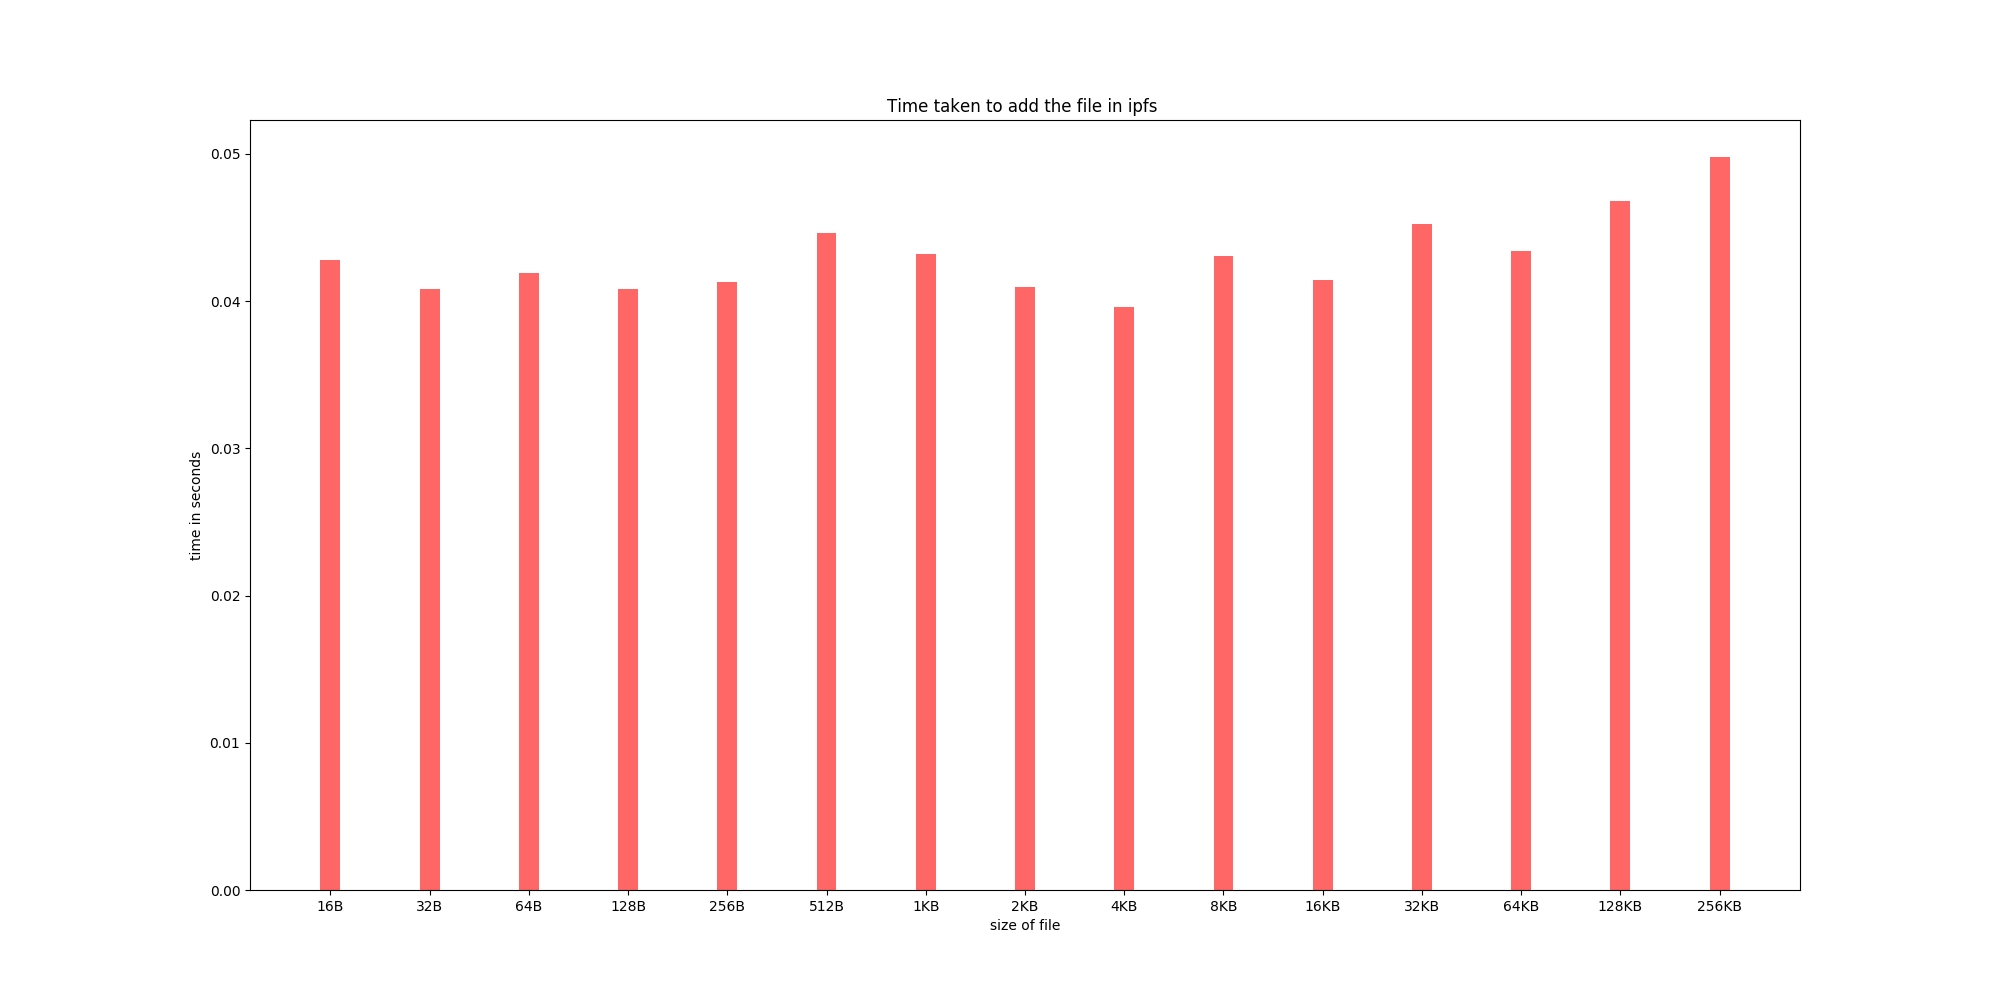 Time taken to add the file in ipfs
0.05
0.04
0.03
0.02
0.01
0.00
time in seconds
16B 32B 64B 128B 256B 512B 1KB 2KB 4KB 8KB 16KB 32KB 64KB 128KB 256KB
size of file